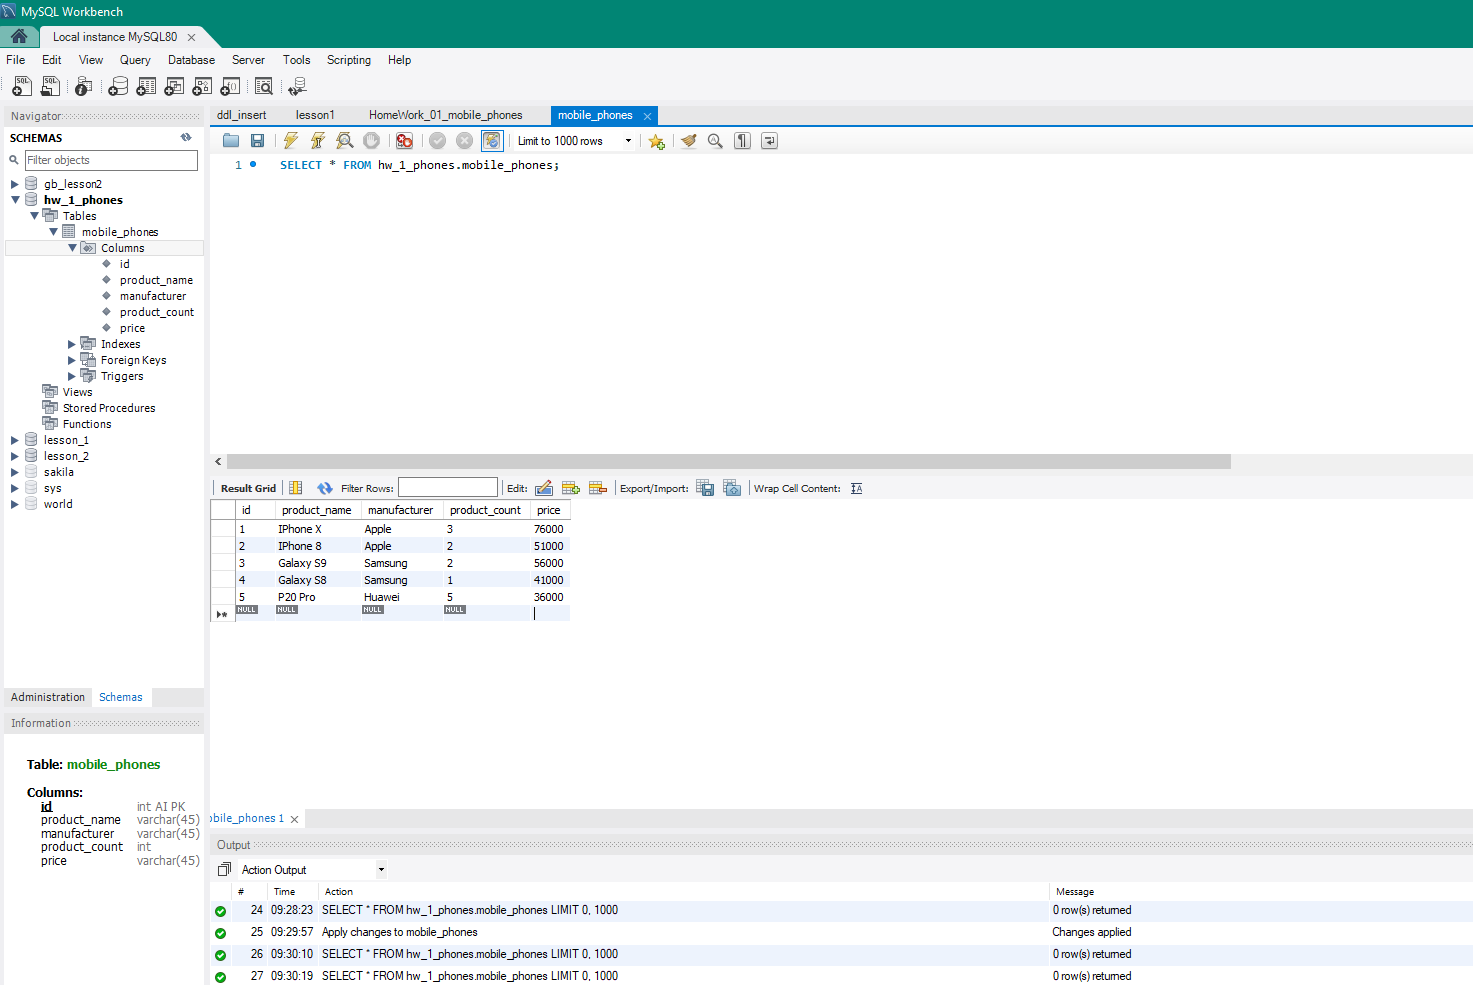 MySQL Workbench
Local instance MySQL80
File Edit View Query Database Server Tools Scripting Help
Navigator
SCHEMAS
Filter objects
gb_lesson2
hw_1_phones
Tables
mobile_phones
Columns
id
product_name
manufacturer
product_count
price
Indexes
Foreign Keys
Triggers
Views
Stored Procedures
Functions
lesson_1
lesson_2
sakila
sys
world
Administration Schemas
Information
Table: mobile_phones
Columns:
id int AI PK
product_name varchar(45)
manufacturer varchar(45)
product_count int
price varchar(45)
ddl_insert lesson1 HomeWork_01_mobile_phones mobile_phones
Limit to 1000 rows
1 SELECT * FROM hw_1_phones.mobile_phones;
Result Grid Filter Rows: Edit: Export/Import: Wrap Cell Content:
id product_name manufacturer product_count price
1 IPhone X Apple 3 76000
2 IPhone 8 Apple 2 51000
3 Galaxy S9 Samsung 2 56000
4 Galaxy S8 Samsung 1 41000
5 P20 Pro Huawei 5 36000
NULL NULL NULL NULL
obile_phones 1
Output
Action Output
# Time Action Message
24 09:28:23 SELECT * FROM hw_1_phones.mobile_phones LIMIT 0, 1000 0 row(s) returned
25 09:29:57 Apply changes to mobile_phones Changes applied
26 09:30:10 SELECT * FROM hw_1_phones.mobile_phones LIMIT 0, 1000 0 row(s) returned
27 09:30:19 SELECT * FROM hw_1_phones.mobile_phones LIMIT 0, 1000 0 row(s) returned